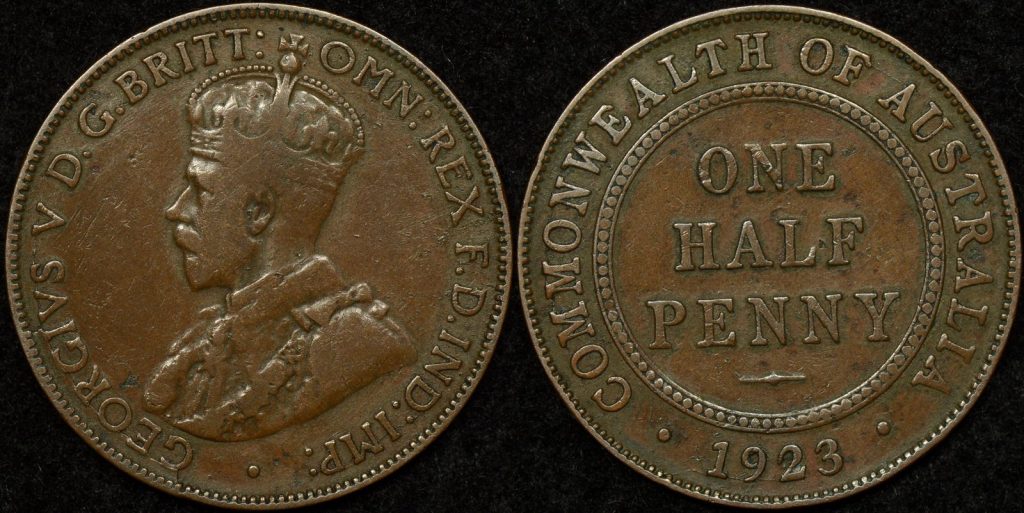 GEORGIVS V D.G.BRITT: OMN: REX F.D.IND:IMP:
COMMONWEALTH OF AUSTRALIA
ONE
HALF
PENNY
1923